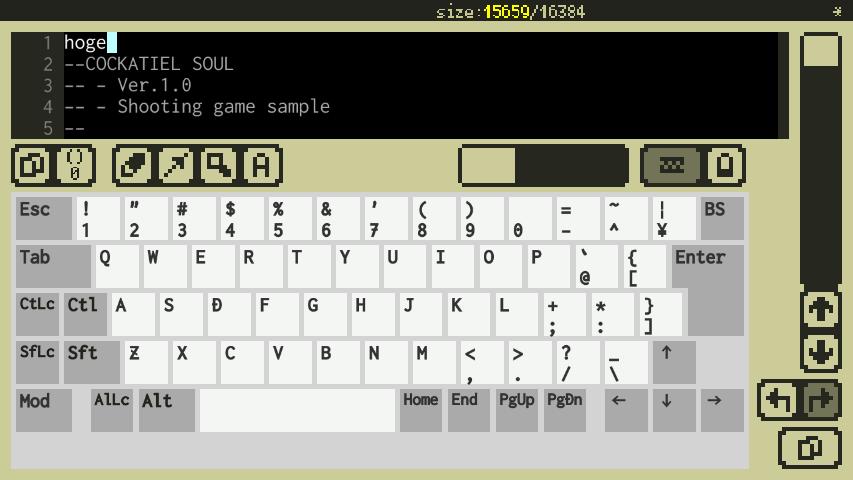 size:15659/16384 *
1 hoge
2 --COCKATIEL SOUL
3 -- - Ver.1.0
4 -- - Shooting game sample
5 --
() 0 A
Esc ! 1 " 2 # 3 $ 4 % 5 & 6 ' 7 ( 8 ) 9 0 = - ~ ^ | ¥ BS
Tab Q W E R T Y U I O P ` @ { [ Enter
CtLc Ctl A S D F G H J K L + ; * : } ]
SfLc Sft Z X C V B N M < , > . ? / _ \ ↑
Mod AlLc Alt Home End PgUp PgDn ← ↓ →